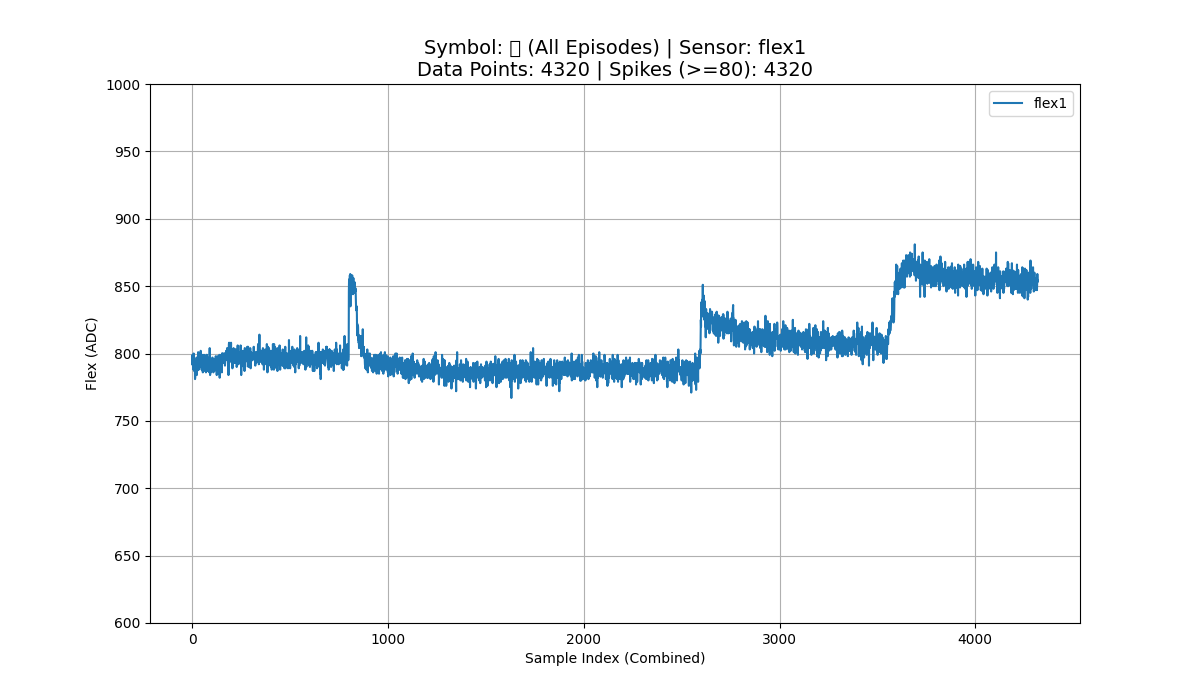 Symbol: (All Episodes) | Sensor: flex1
Data Points: 4320 | Spikes (>=80): 4320
flex1
1000
950
900
850
800
750
700
650
600
Flex (ADC)
0 1000 2000 3000 4000
Sample Index (Combined)